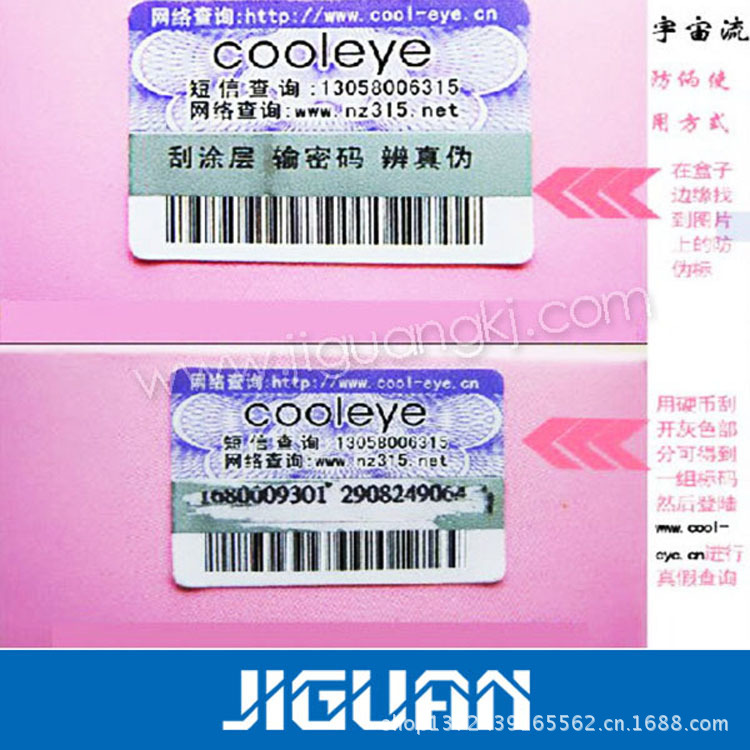 网络查询:http://www.cool-eye.cn
cooleye
短信查询:13058006315
网络查询:www.nz315.net
刮涂层 输密码 辨真伪
宇宙流
防伪使
用方式
在盒子
边缘找
到图片
上的防
伪标
www.jiguangkj.com
网络查询:http://www.cool-eye.cn
cooleye
短信查询 13058006315
网络查询:www.nz315.net
1680009301 2908249064
用硬币刮
开灰色部
分可得到
一组标码
然后登陆
www.cool-
eye.cn进行
真假查询
JIGUAN